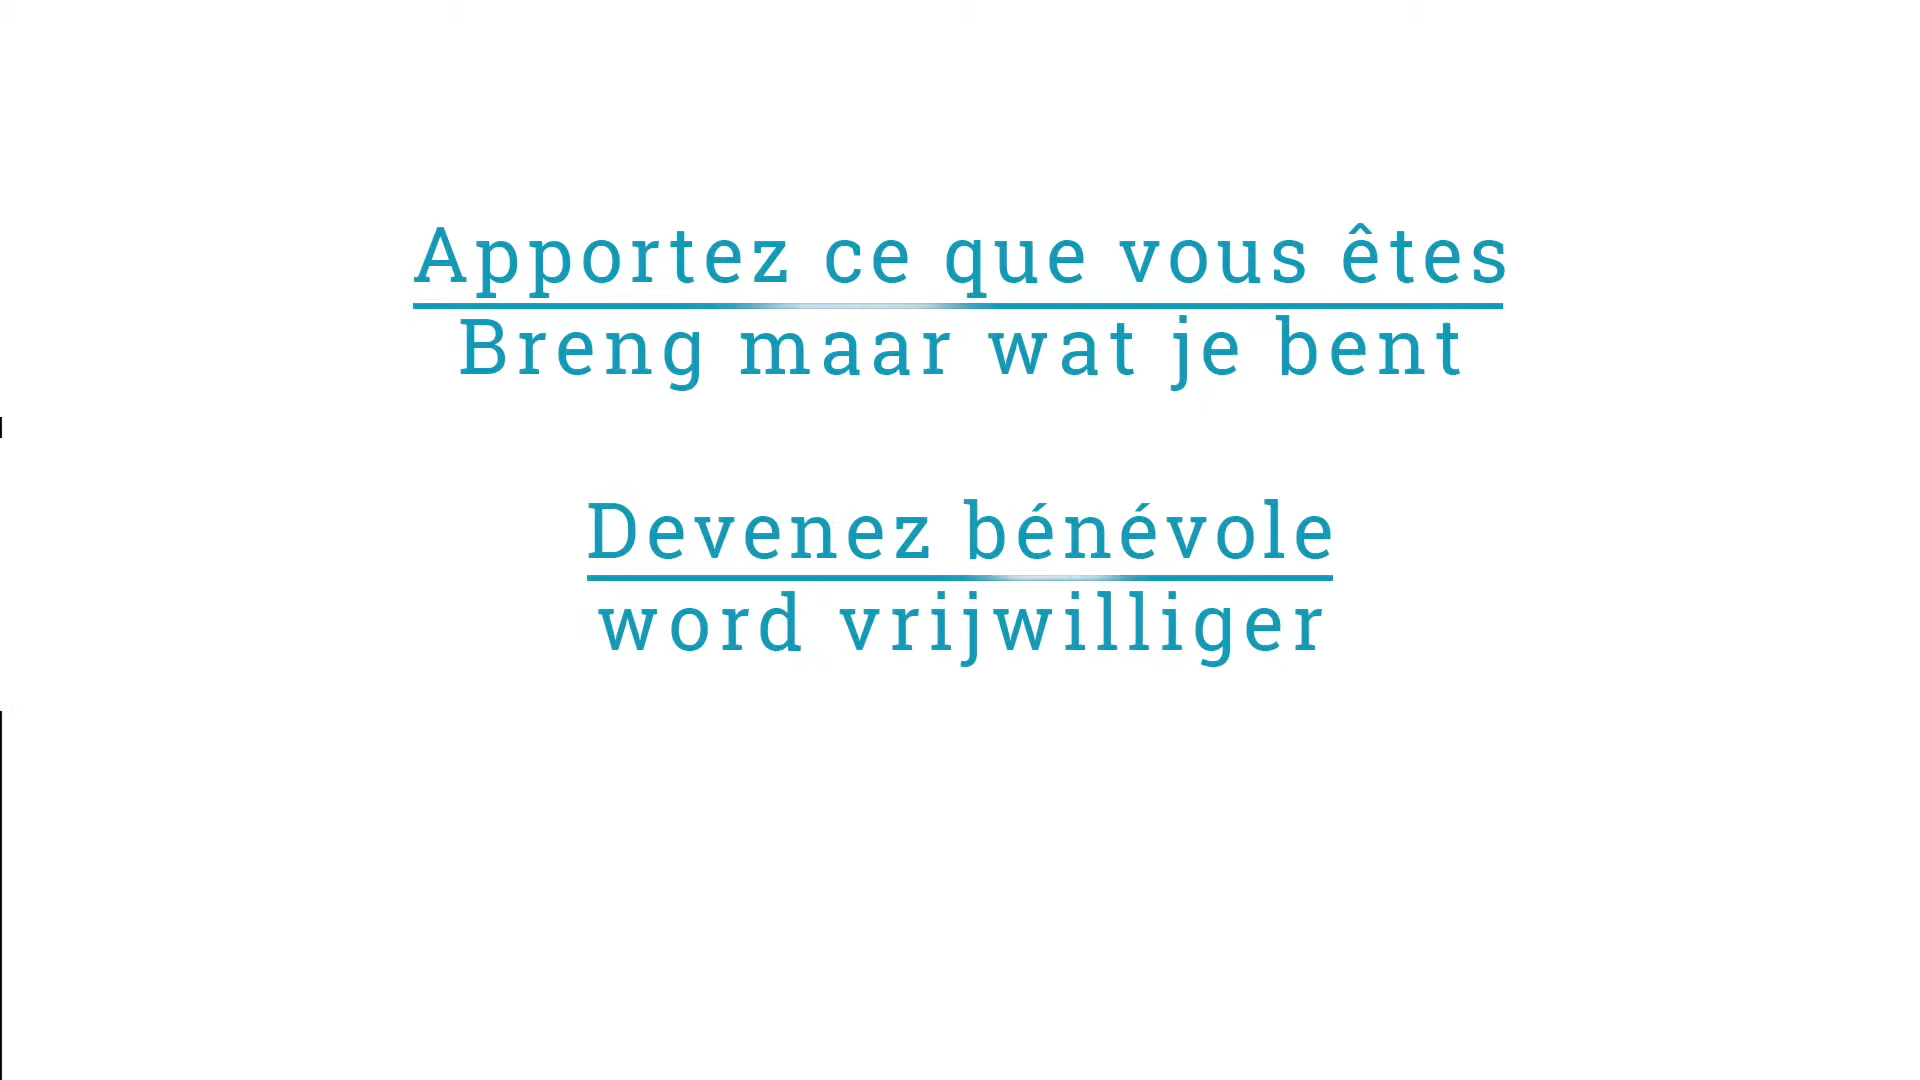 Apportez ce que vous êtes
Breng maar wat je bent
Devenez bénévole
word vrijwilliger